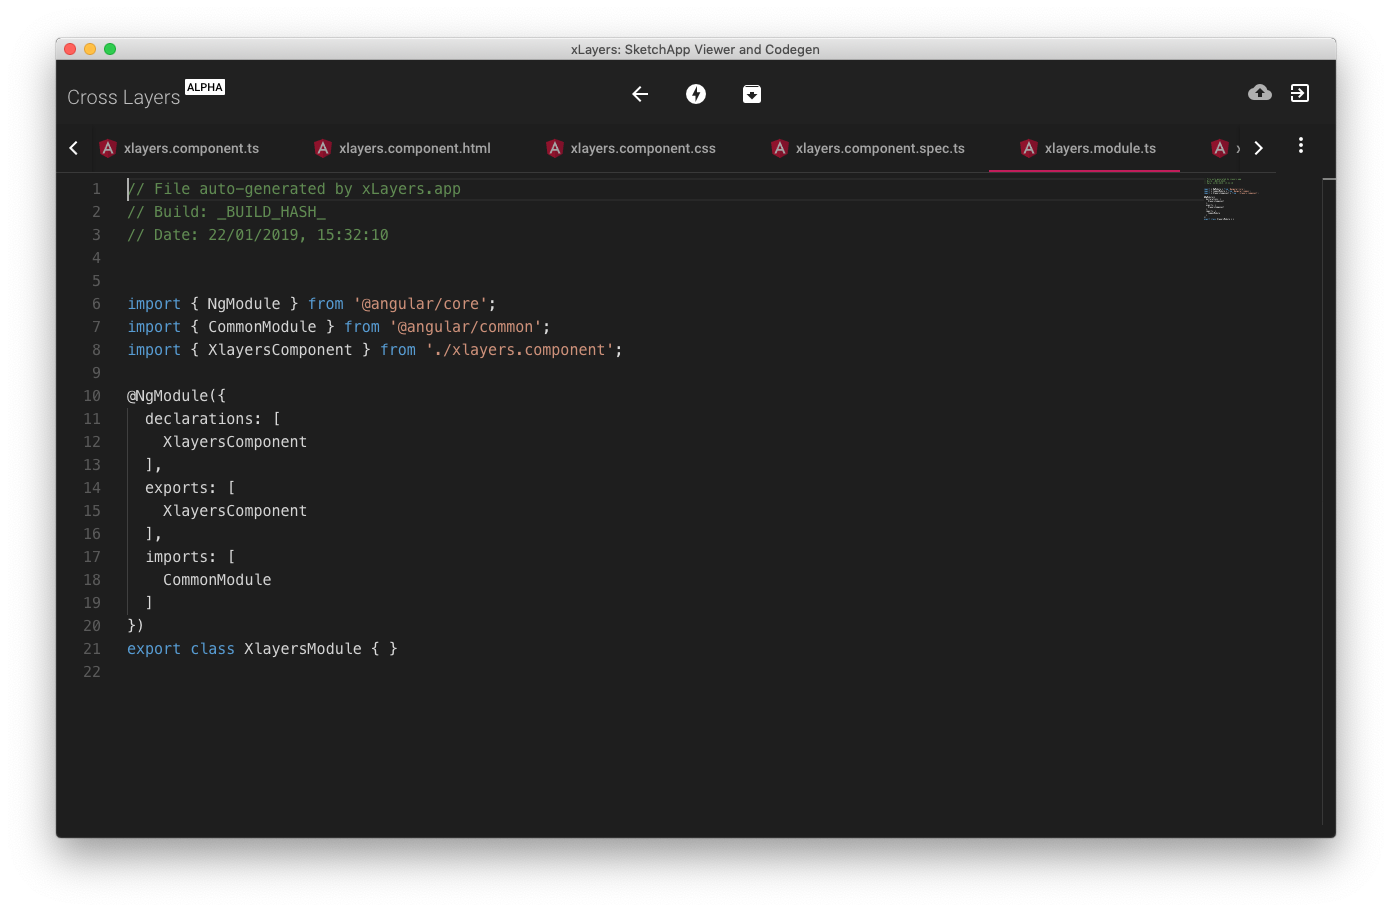 xLayers: SketchApp Viewer and Codegen
Cross Layers ALPHA
xlayers.component.ts xlayers.component.html xlayers.component.css xlayers.component.spec.ts xlayers.module.ts
1 // File auto-generated by xLayers.app
2 // Build: _BUILD_HASH_
3 // Date: 22/01/2019, 15:32:10
4
5
6 import { NgModule } from '@angular/core';
7 import { CommonModule } from '@angular/common';
8 import { XlayersComponent } from './xlayers.component';
9
10 @NgModule({
11 declarations: [
12 XlayersComponent
13 ],
14 exports: [
15 XlayersComponent
16 ],
17 imports: [
18 CommonModule
19 ]
20 })
21 export class XlayersModule { }
22